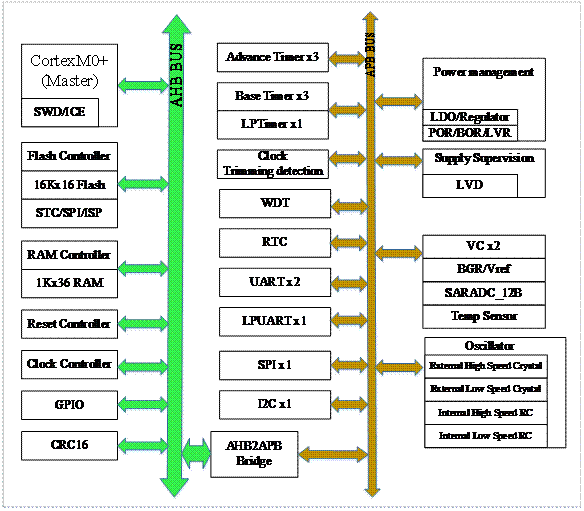 CortexM0+
(Master)
SWD/ICE
Flash Controller
16Kx16 Flash
STC/SPI/ISP
RAM Controller
1Kx36 RAM
Reset Controller
Clock Controller
GPIO
CRC16
AHB BUS
Advance Timer x3
Base Timer x3
LPTimer x1
Clock
Trimming detection
WDT
RTC
UART x2
LPUART x1
SPI x1
I2C x1
AHB2APB
Bridge
APB BUS
Power management
LDO/Regulator
POR/BOR/LVR
Supply Supervision
LVD
VC x2
BGR/Vref
SARADC_12B
Temp Sensor
Oscillator
External High Speed Crystal
External Low Speed Crystal
Internal High Speed RC
Internal Low Speed RC